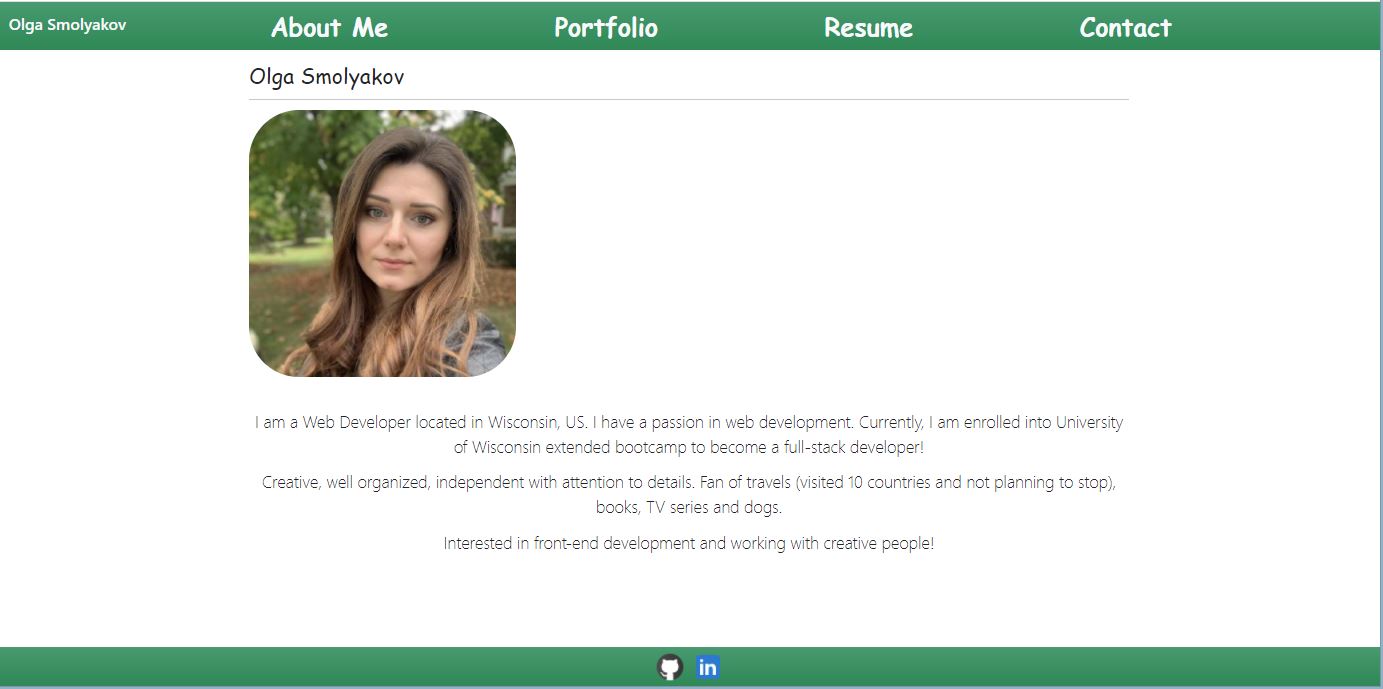 Olga Smolyakov
About Me
Portfolio
Resume
Contact
Olga Smolyakov
I am a Web Developer located in Wisconsin, US. I have a passion in web development. Currently, I am enrolled into University
of Wisconsin extended bootcamp to become a full-stack developer!
Creative, well organized, independent with attention to details. Fan of travels (visited 10 countries and not planning to stop),
books, TV series and dogs.
Interested in front-end development and working with creative people!
in